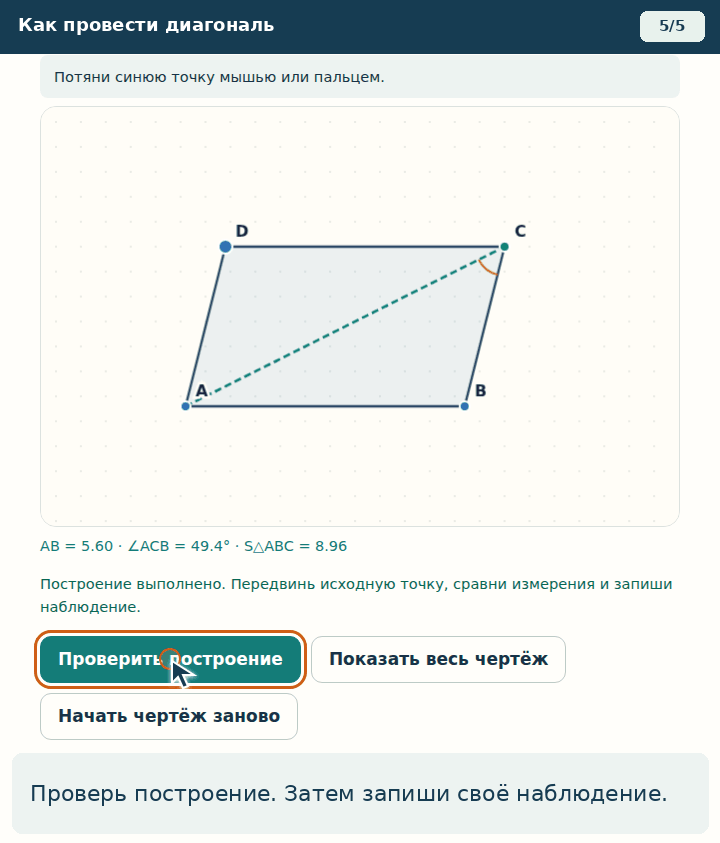 Как провести диагональ
5/5
Потяни синюю точку мышью или пальцем.
D
C
A
B
AB = 5.60 · ∠ACB = 49.4° · S△ABC = 8.96
Построение выполнено. Передвинь исходную точку, сравни измерения и запиши
наблюдение.
Проверить построение
Показать весь чертёж
Начать чертёж заново
Проверь построение. Затем запиши своё наблюдение.